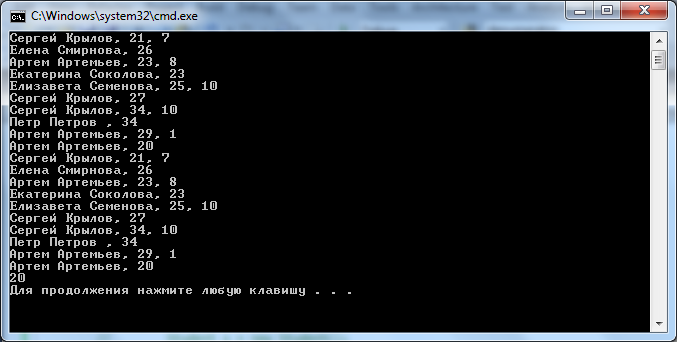 C:\Windows\system32\cmd.exe
Сергей Крылов, 21, 7
Елена Смирнова, 26
Артем Артемьев, 23, 8
Екатерина Соколова, 23
Елизавета Семенова, 25, 10
Сергей Крылов, 27
Сергей Крылов, 34, 10
Петр Петров , 34
Артем Артемьев, 29, 1
Артем Артемьев, 20
Сергей Крылов, 21, 7
Елена Смирнова, 26
Артем Артемьев, 23, 8
Екатерина Соколова, 23
Елизавета Семенова, 25, 10
Сергей Крылов, 27
Сергей Крылов, 34, 10
Петр Петров , 34
Артем Артемьев, 29, 1
Артем Артемьев, 20
20
Для продолжения нажмите любую клавишу . . .